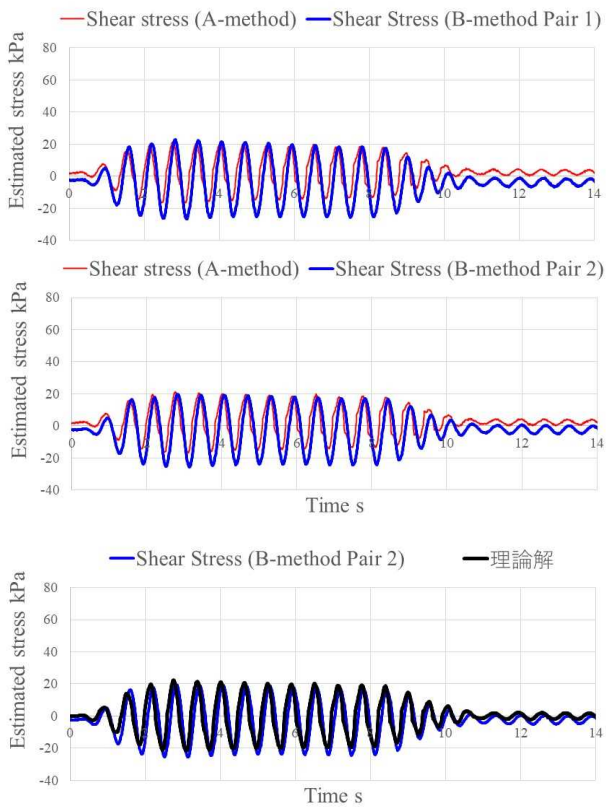 Shear stress (A-method) Shear Stress (B-method Pair 1)
Estimated stress kPa
80
60
40
20
0
-20
-40
0 2 4 6 8 10 12 14
Shear stress (A-method) Shear Stress (B-method Pair 2)
Estimated stress kPa
80
60
40
20
0
-20
-40
0 2 4 6 8 10 12 14
Time s
Shear Stress (B-method Pair 2) 理論解
Estimated stress kPa
80
60
40
20
0
-20
-40
0 2 4 6 8 10 12 14
Time s